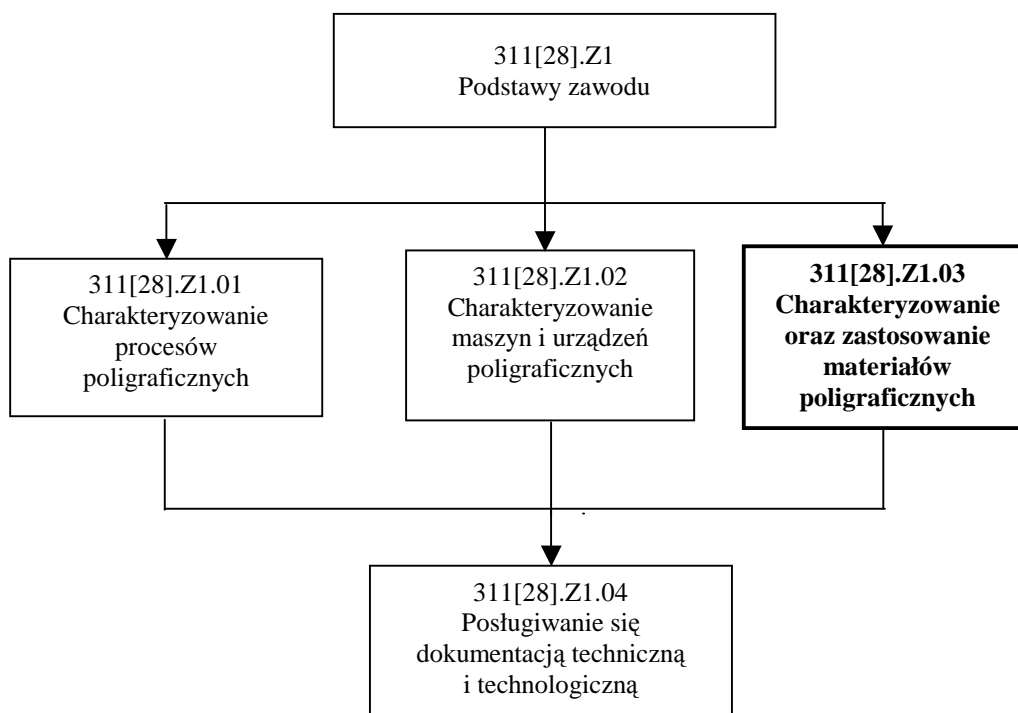 311[28].Z1
Podstawy zawodu
311[28].Z1.01
Charakteryzowanie
procesów
poligraficznych
311[28].Z1.02
Charakteryzowanie
maszyn i urządzeń
poligraficznych
311[28].Z1.03
Charakteryzowanie
oraz zastosowanie
materiałów
poligraficznych
311[28].Z1.04
Posługiwanie się
dokumentacją techniczną
i technologiczną